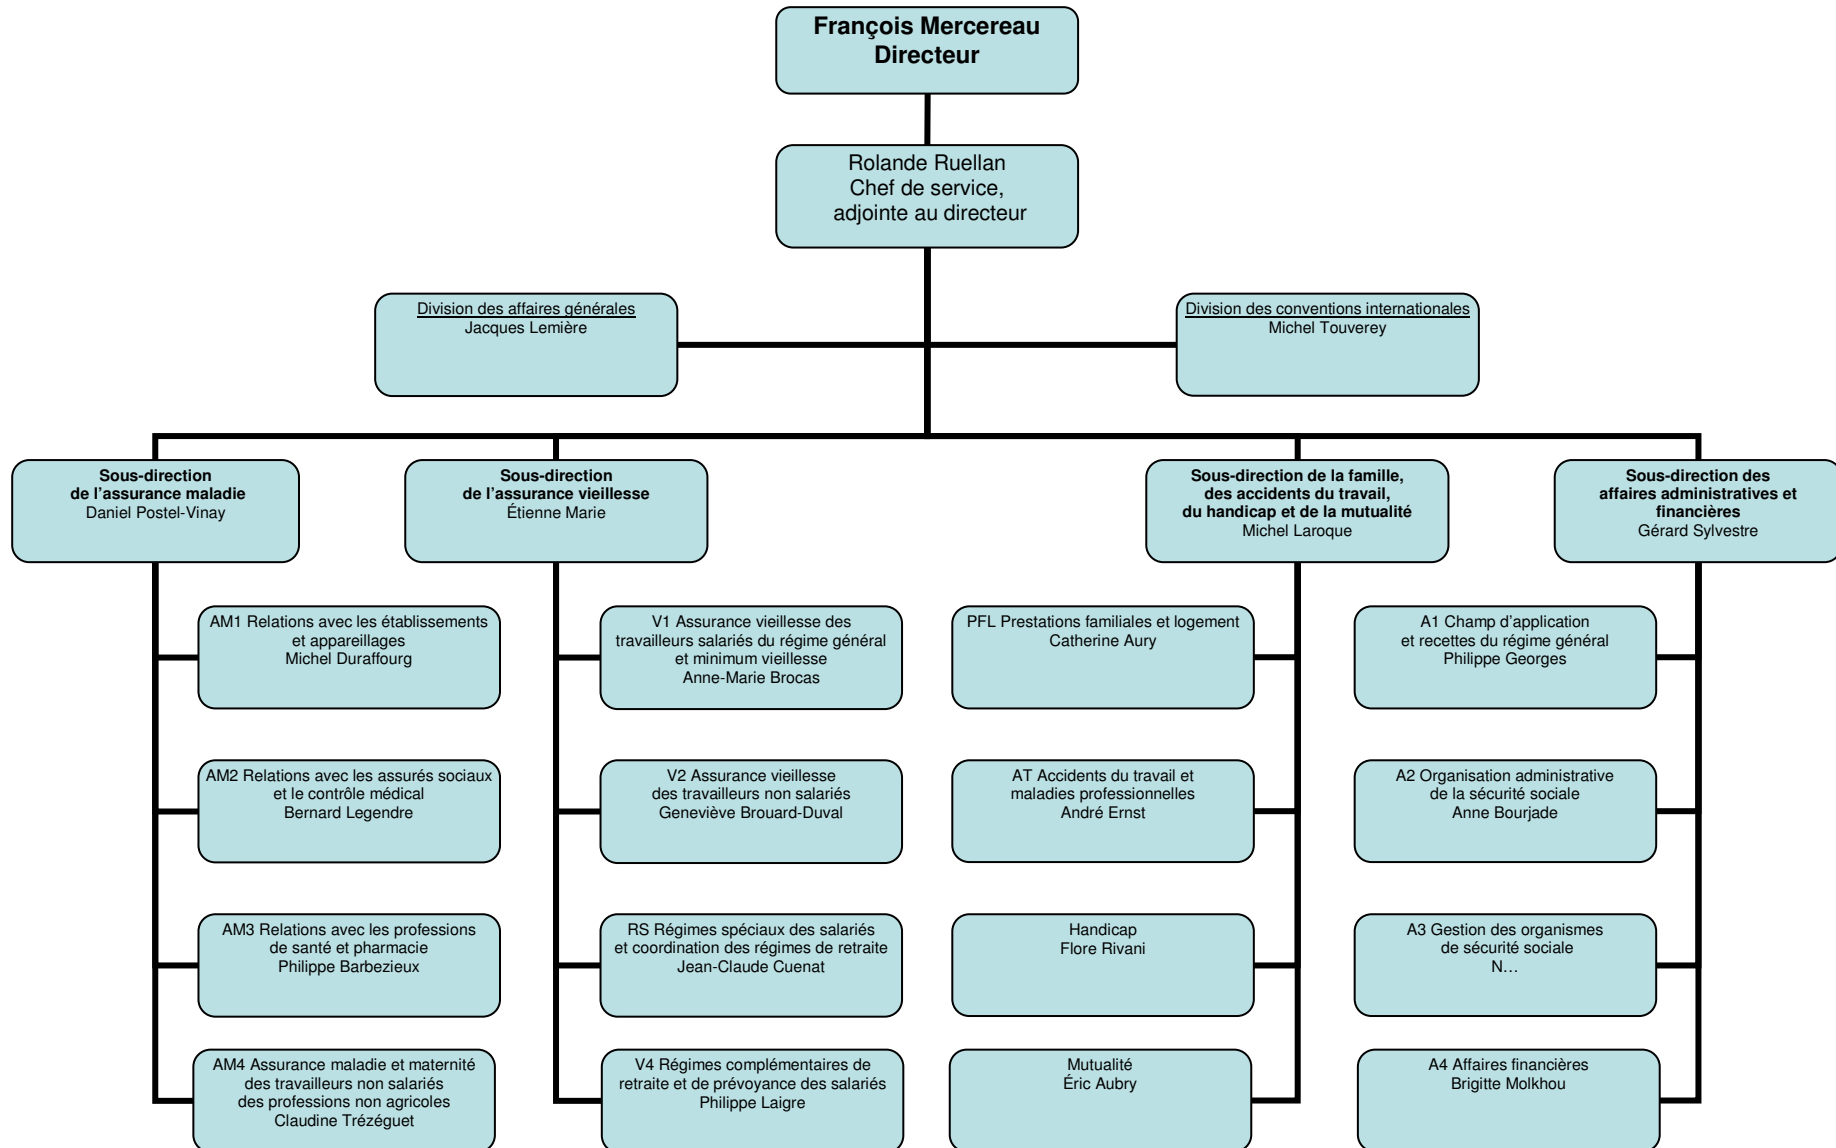 François Mercereau
Directeur
Rolande Ruellan
Chef de service,
adjointe au directeur
Division des affaires générales
Jacques Lemière
Division des conventions internationales
Michel Touverey
Sous-direction
de l’assurance maladie
Daniel Postel-Vinay
Sous-direction
de l’assurance vieillesse
Étienne Marie
Sous-direction de la famille,
des accidents du travail,
du handicap et de la mutualité
Michel Laroque
Sous-direction des
affaires administratives et
financières
Gérard Sylvestre
AM1 Relations avec les établissements
et appareillages
Michel Duraffourg
V1 Assurance vieillesse des
travailleurs salariés du régime général
et minimum vieillesse
Anne-Marie Brocas
PFL Prestations familiales et logement
Catherine Aury
A1 Champ d’application
et recettes du régime général
Philippe Georges
AM2 Relations avec les assurés sociaux
et le contrôle médical
Bernard Legendre
V2 Assurance vieillesse
des travailleurs non salariés
Geneviève Brouard-Duval
AT Accidents du travail et
maladies professionnelles
André Ernst
A2 Organisation administrative
de la sécurité sociale
Anne Bourjade
AM3 Relations avec les professions
de santé et pharmacie
Philippe Barbezieux
RS Régimes spéciaux des salariés
et coordination des régimes de retraite
Jean-Claude Cuenat
Handicap
Flore Rivani
A3 Gestion des organismes
de sécurité sociale
N…
AM4 Assurance maladie et maternité
des travailleurs non salariés
des professions non agricoles
Claudine Trézéguet
V4 Régimes complémentaires de
retraite et de prévoyance des salariés
Philippe Laigre
Mutualité
Éric Aubry
A4 Affaires financières
Brigitte Molkhou